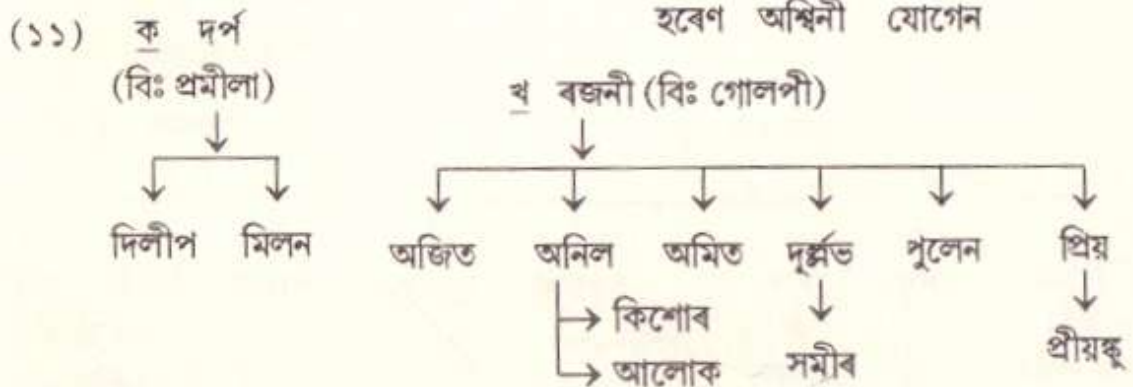 হৰেণ অশ্বিনী যোগেন
(১১) ক দৰ্প
(বিঃ প্ৰমীলা)
খ ৰজনী (বিঃ গোলপী)
দিলীপ মিলন
অজিত অনিল অমিত দুৰ্ল্লভ পুলেন প্ৰিয়
কিশোৰ
আলোক
সমীৰ
প্ৰীয়ঙ্কু